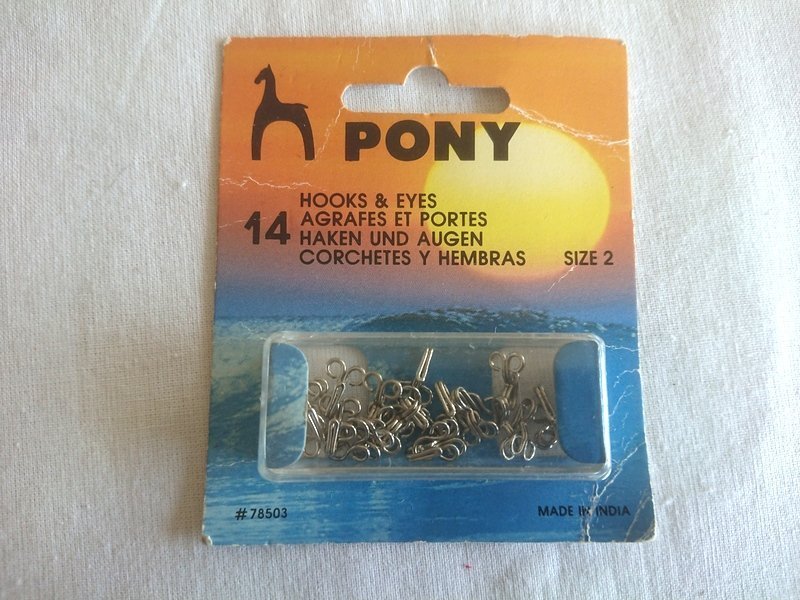 PONY
14
HOOKS & EYES
AGRAFES ET PORTES
HAKEN UND AUGEN
CORCHETES Y HEMBRAS SIZE 2
#78503 MADE IN INDIA